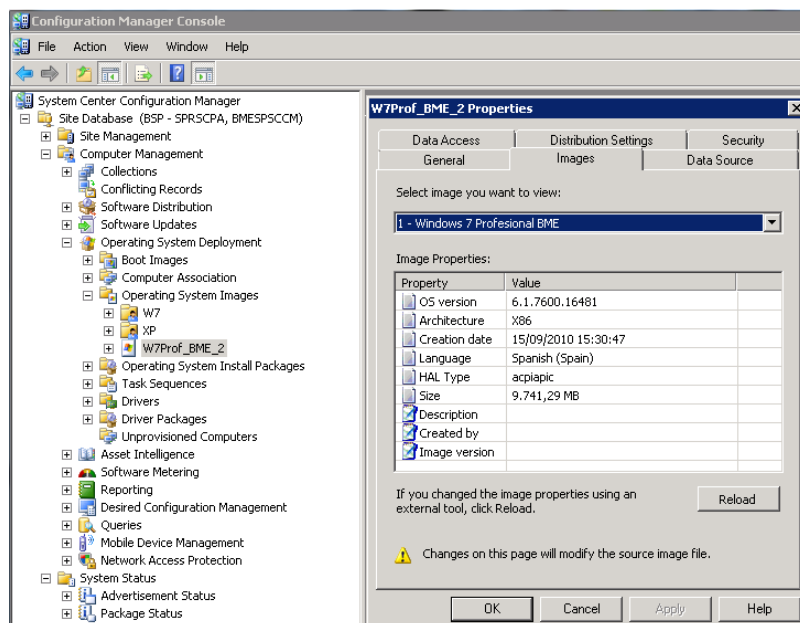 Configuration Manager Console
File Action View Window Help
System Center Configuration Manager
Site Database (BSP - SPRSCPA, BMESPSCCM)
Site Management
Computer Management
Collections
Conflicting Records
Software Distribution
Software Updates
Operating System Deployment
Boot Images
Computer Association
Operating System Images
W7
XP
W7Prof_BME_2
Operating System Install Packages
Task Sequences
Drivers
Driver Packages
Unprovisioned Computers
Asset Intelligence
Software Metering
Reporting
Desired Configuration Management
Queries
Mobile Device Management
Network Access Protection
System Status
Advertisement Status
Package Status
W7Prof_BME_2 Properties
Data Access Distribution Settings Security
General Images Data Source
Select image you want to view:
1 - Windows 7 Profesional BME
Image Properties:
Property Value
OS version 6.1.7600.16481
Architecture X86
Creation date 15/09/2010 15:30:47
Language Spanish (Spain)
HAL Type acpiapic
Size 9.741,29 MB
Description
Created by
Image version
If you changed the image properties using an
external tool, click Reload.
Reload
Changes on this page will modify the source image file.
OK Cancel Apply Help